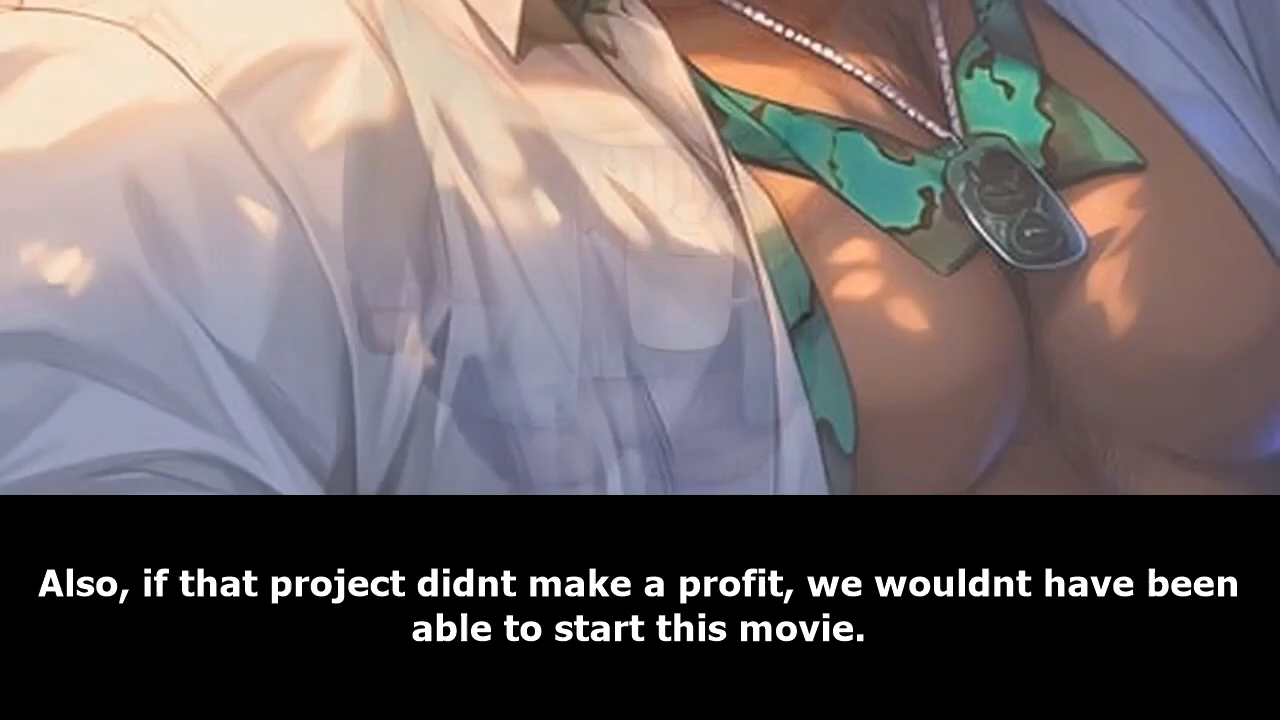 Also, if that project didnt make a profit, we wouldnt have been
able to start this movie.